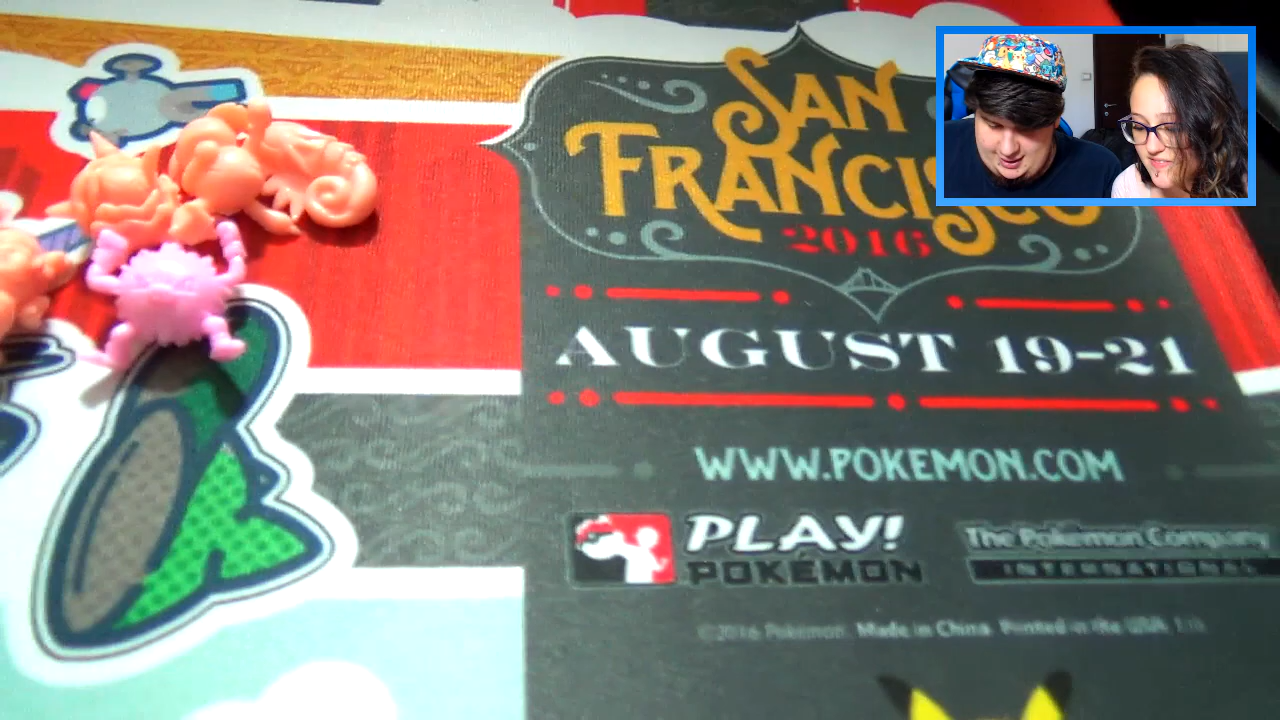 SAN
FRANCISCO
2016
AUGUST 19-21
WWW.POKEMON.COM
PLAY!
POKÉMON
The Pokémon Company
INTERNATIONAL
©2016 Pokémon. Made in China. Printed in the USA.